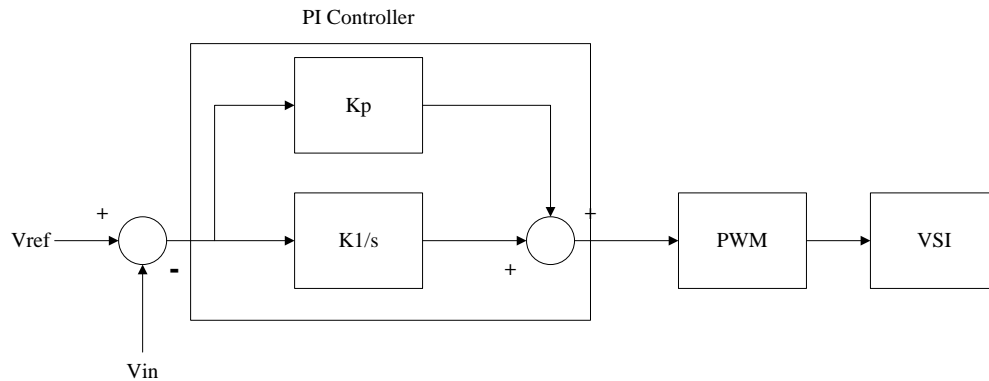 PI Controller
Kp
+
+
Vref
K1/s
PWM
VSI
-
+
Vin